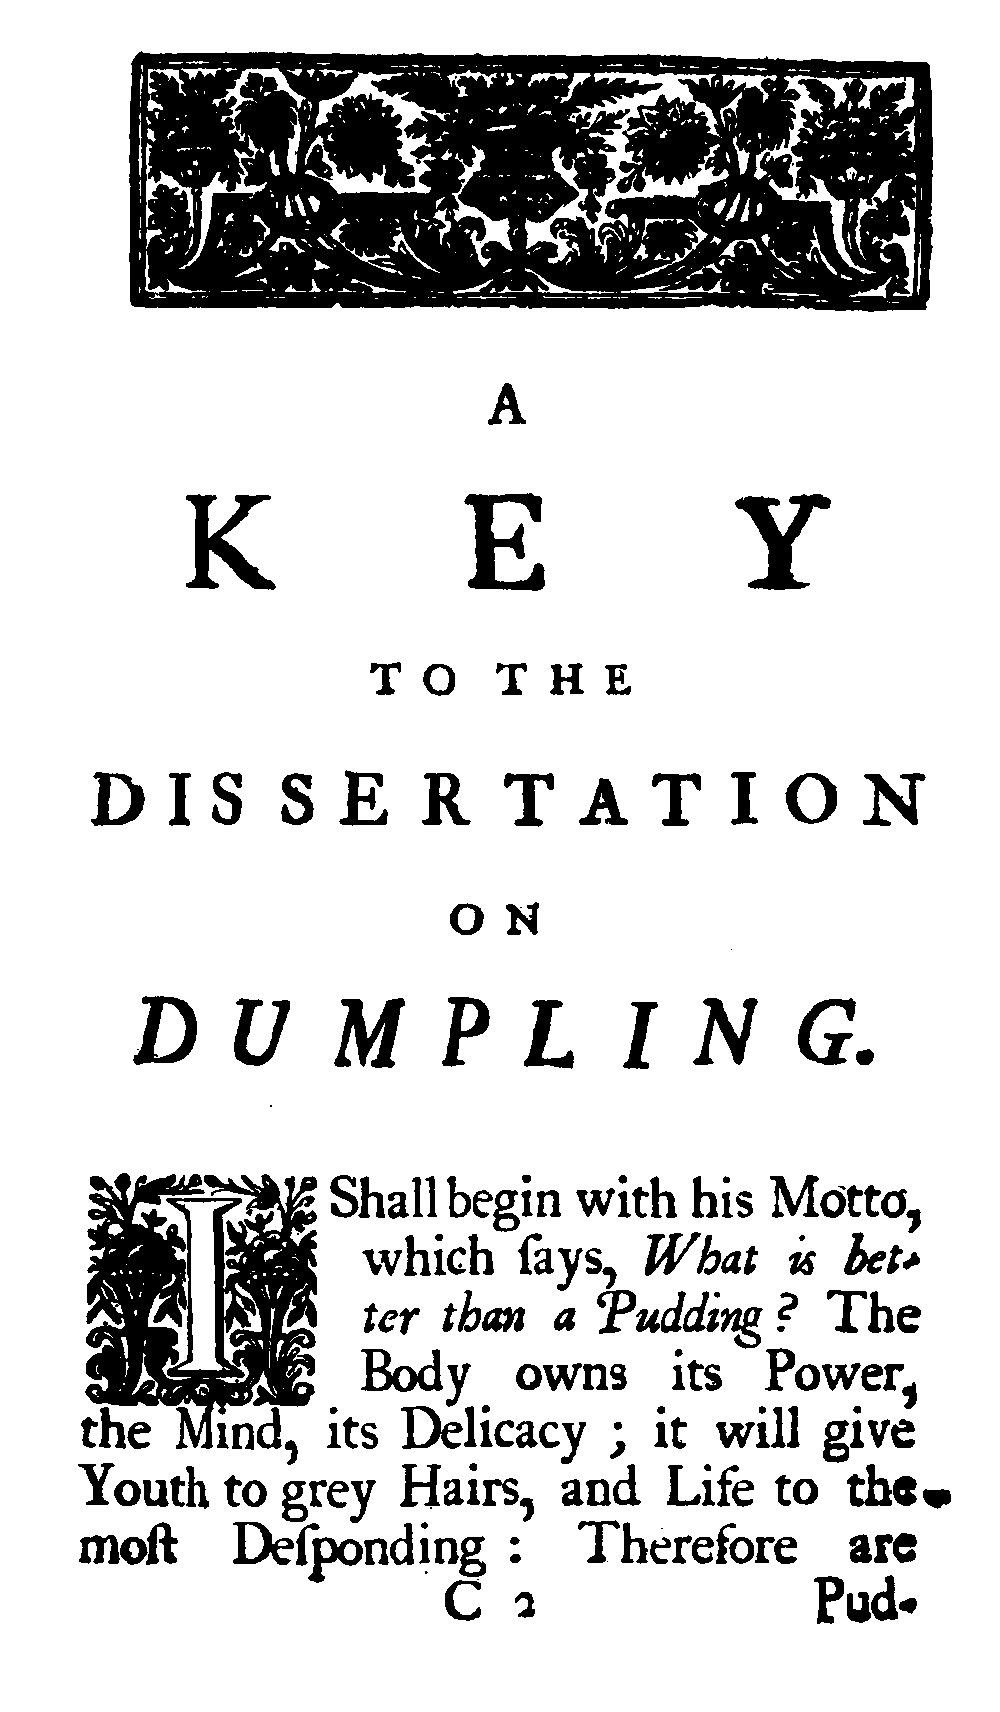 A
KEY
TO THE
DISSERTATION
ON
DUMPLING.
I Shall begin with his Motto,
which ſays, What is bet-
ter than a Pudding? The
Body owns its Power,
the Mind, its Delicacy ; it will give
Youth to grey Hairs, and Life to the
moſt Deſponding : Therefore are
C 2 Pud-